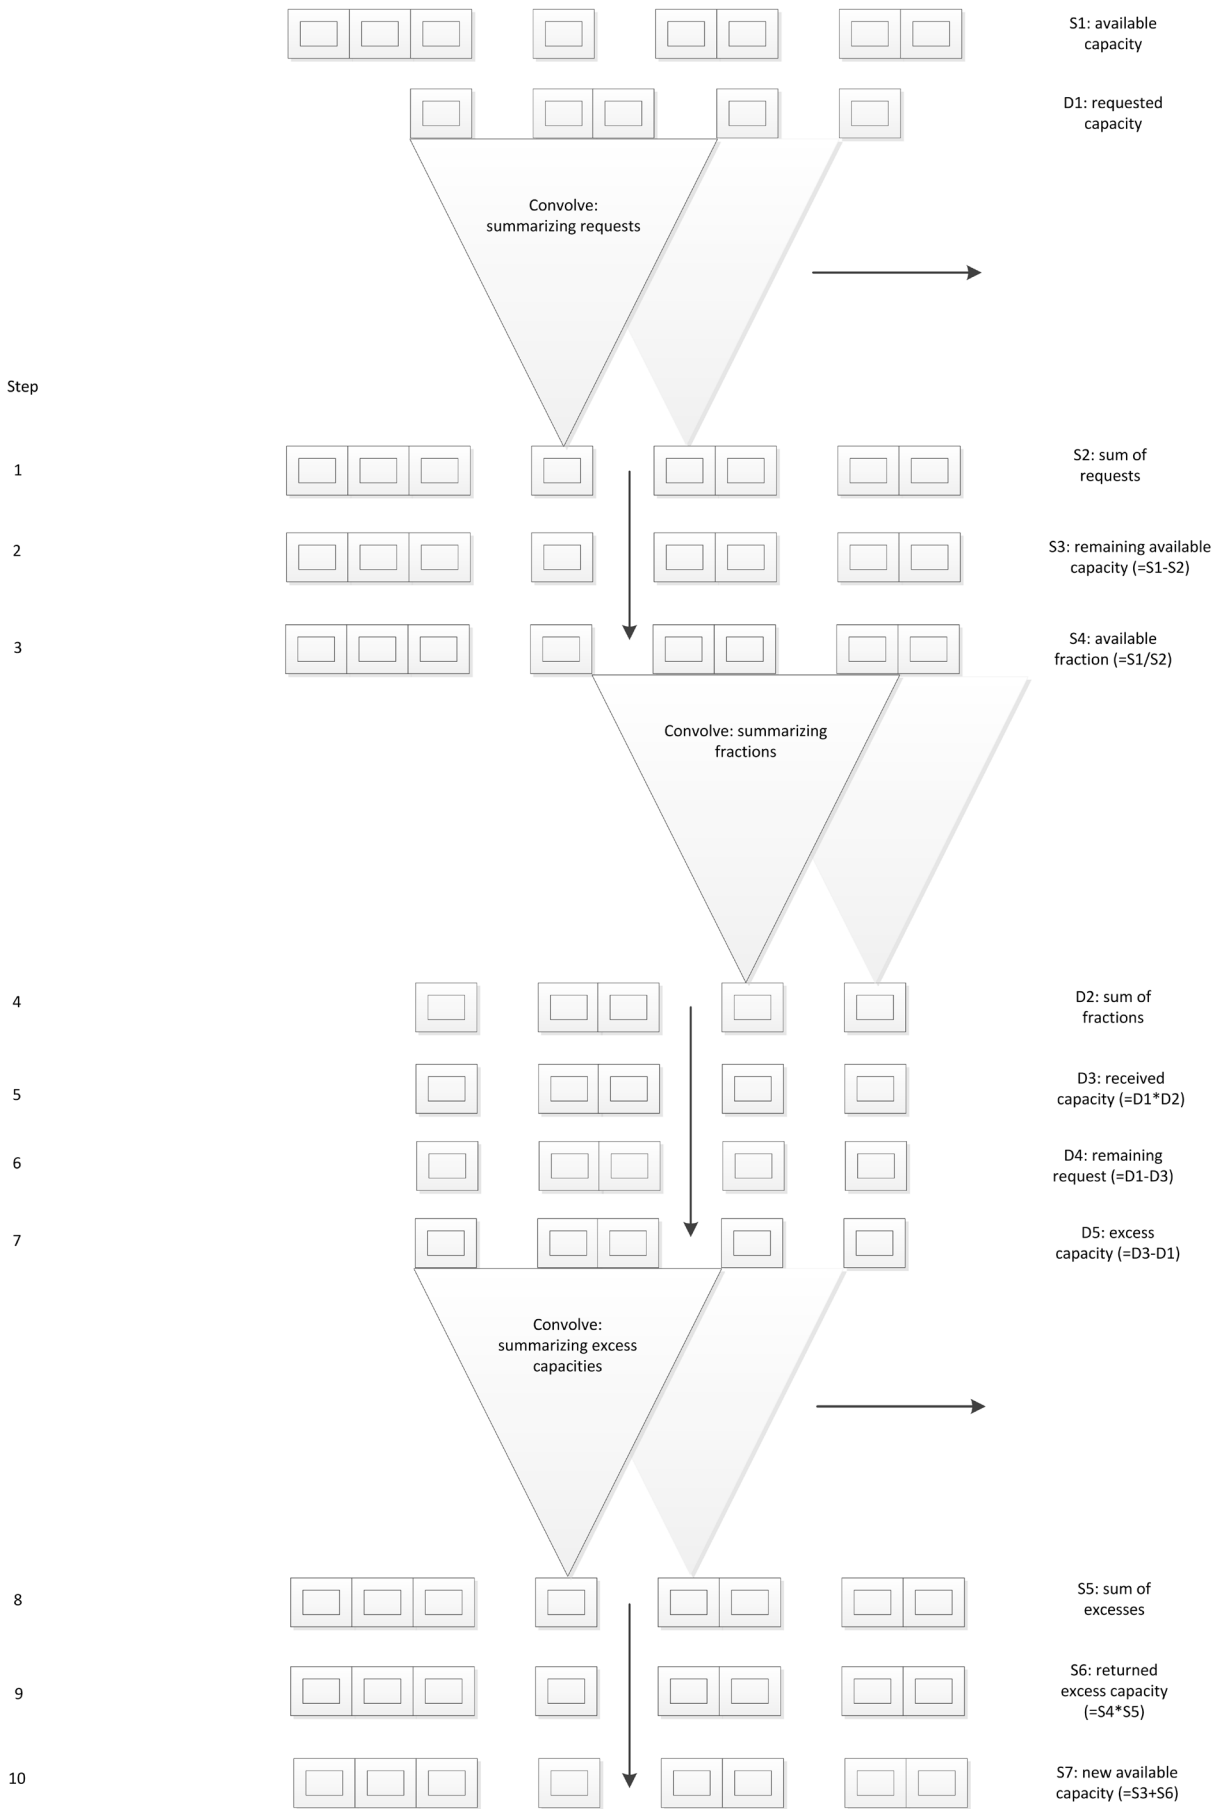 S1: available
capacity
D1: requested
capacity
Convolve:
summarizing requests
Step
1
S2: sum of
requests
2
S3: remaining available
capacity (=S1-S2)
3
S4: available
fraction (=S1/S2)
Convolve: summarizing
fractions
4
D2: sum of
fractions
5
D3: received
capacity (=D1*D2)
6
D4: remaining
request (=D1-D3)
7
D5: excess
capacity (=D3-D1)
Convolve:
summarizing excess
capacities
8
S5: sum of
excesses
9
S6: returned
excess capacity
(=S4*S5)
10
S7: new available
capacity (=S3+S6)